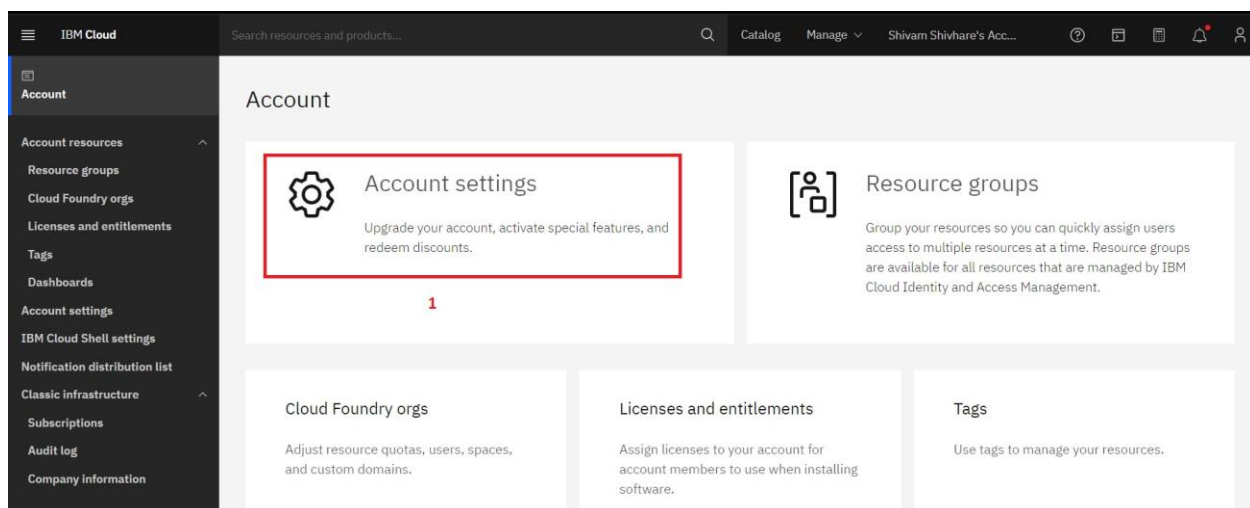 IBM Cloud
Search resources and products...
Catalog
Manage
Shivam Shivhare's Acc...
Account
Account resources
Resource groups
Cloud Foundry orgs
Licenses and entitlements
Tags
Dashboards
Account settings
IBM Cloud Shell settings
Notification distribution list
Classic infrastructure
Subscriptions
Audit log
Company information
Account
Account settings
Upgrade your account, activate special features, and
redeem discounts.
1
Resource groups
Group your resources so you can quickly assign users
access to multiple resources at a time. Resource groups
are available for all resources that are managed by IBM
Cloud Identity and Access Management.
Cloud Foundry orgs
Adjust resource quotas, users, spaces,
and custom domains.
Licenses and entitlements
Assign licenses to your account for
account members to use when installing
software.
Tags
Use tags to manage your resources.